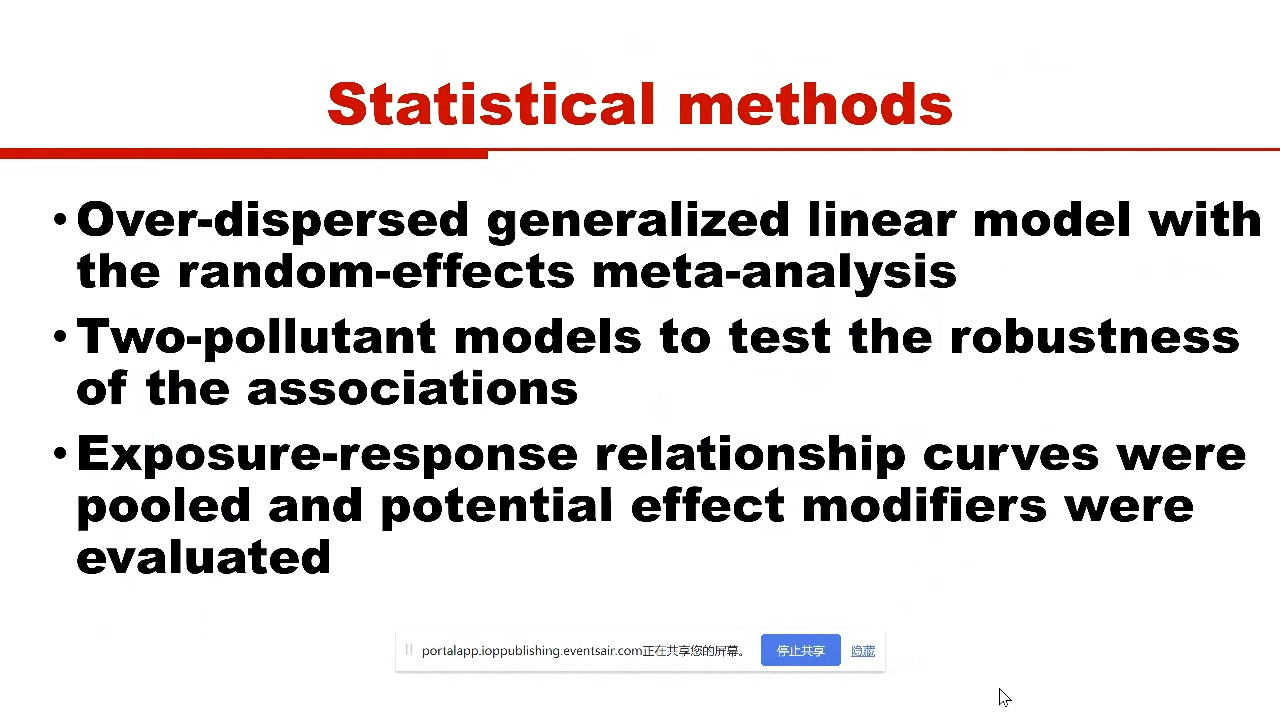 Statistical methods
• Over-dispersed generalized linear model with
the random-effects meta-analysis
• Two-pollutant models to test the robustness
of the associations
• Exposure-response relationship curves were
pooled and potential effect modifiers were
evaluated
portalapp.ioppublishing.eventsair.com正在共享您的屏幕。 停止共享 隐藏